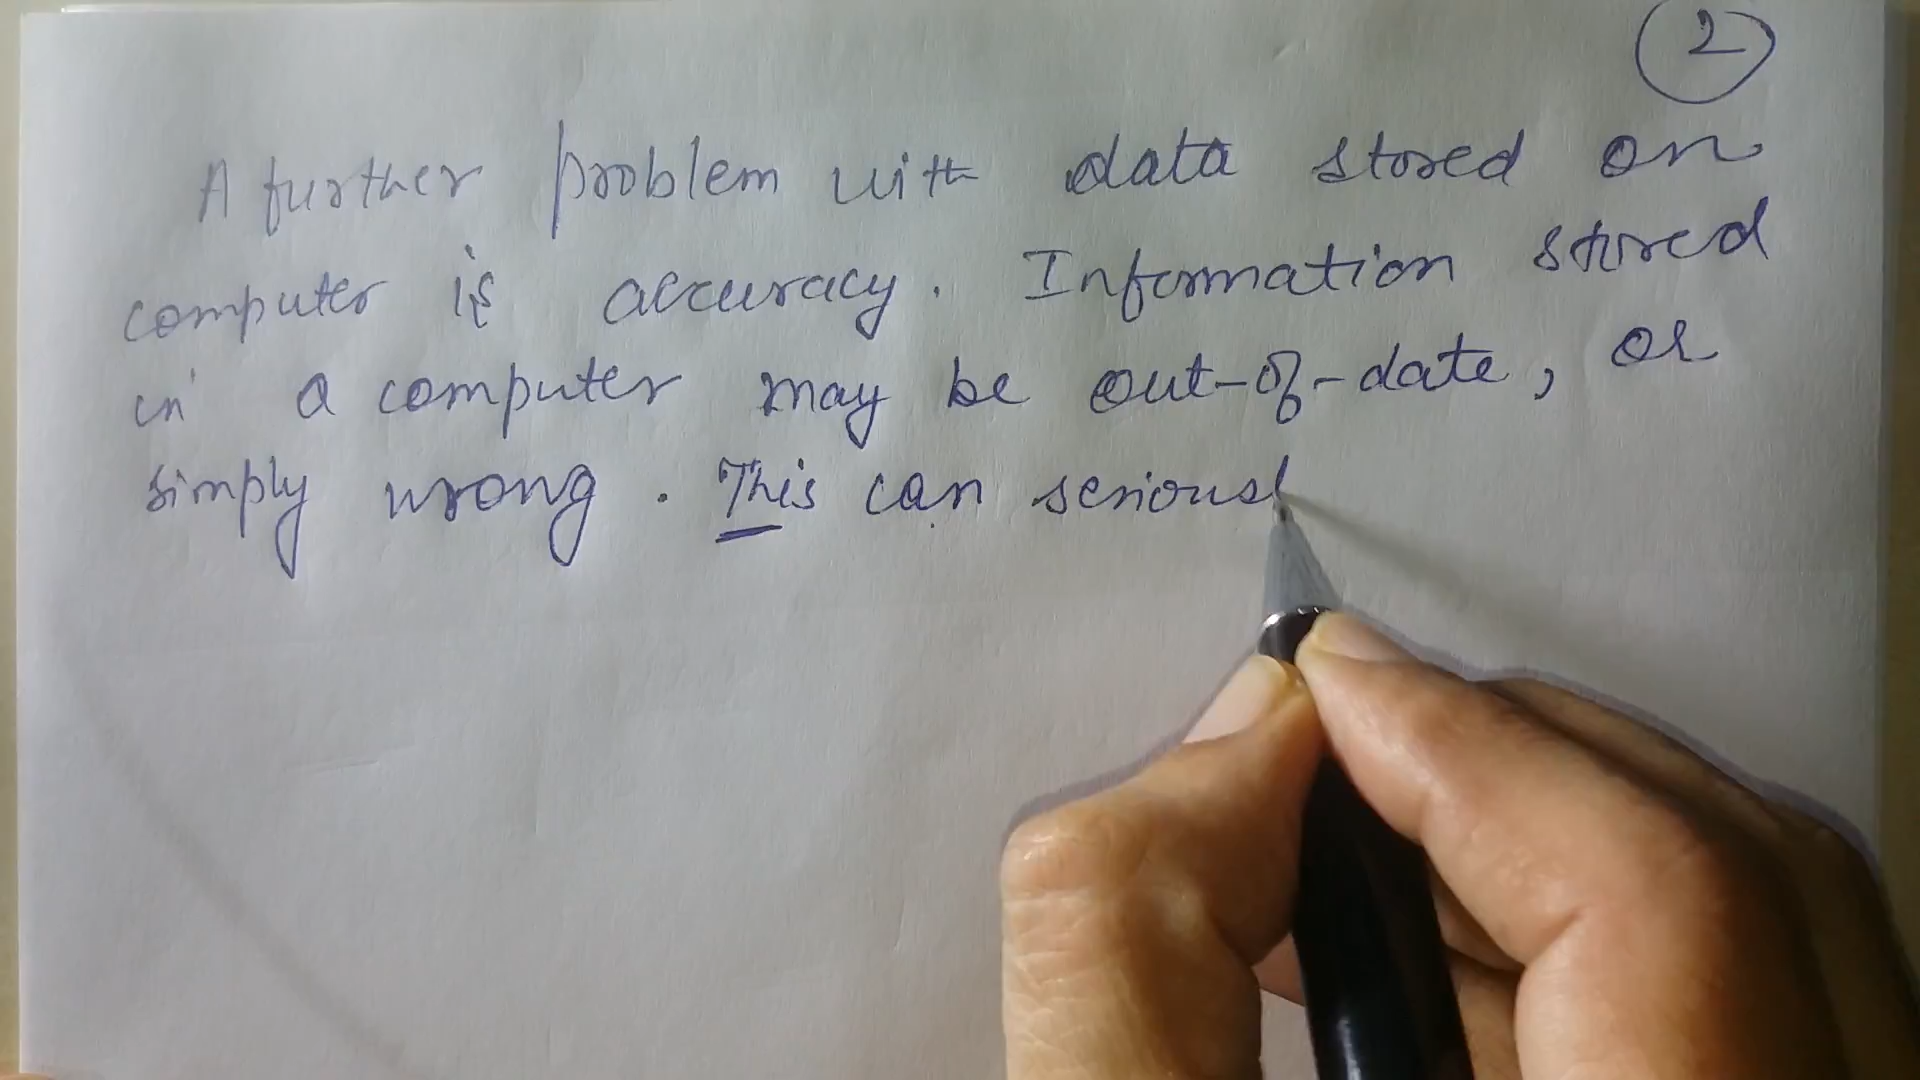 2
A further problem with data stored on
computer is accuracy. Information stored
in a computer may be out-of-date, or
simply wrong. This can seriousl